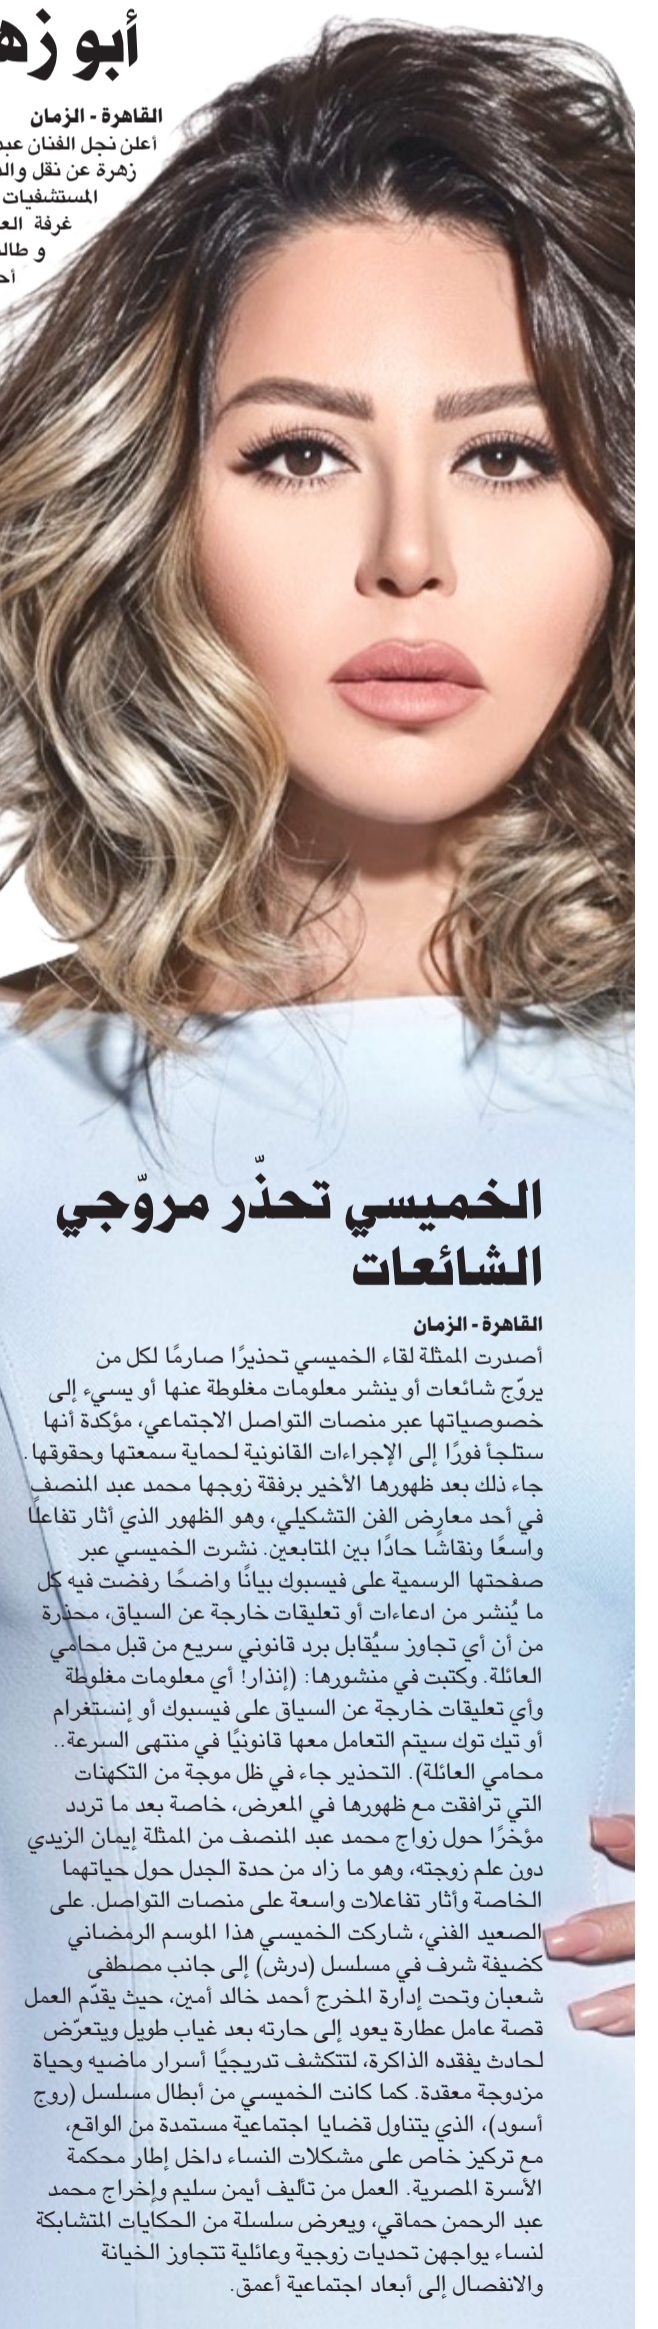 أبو زه
القاهرة - الزمان
أعلن نجل الفنان عبد
زهرة عن نقل والد
المستشفيات
غرفة الع
و طال
أح
الخميسي تحذّر مروّجي
الشائعات
القاهرة - الزمان
أصدرت الممثلة لقاء الخميسي تحذيرًا صارمًا لكل من
يروّج شائعات أو ينشر معلومات مغلوطة عنها أو يسيء إلى
خصوصياتها عبر منصات التواصل الاجتماعي، مؤكدة أنها
ستلجأ فورًا إلى الإجراءات القانونية لحماية سمعتها وحقوقها.
جاء ذلك بعد ظهورها الأخير برفقة زوجها محمد عبد المنصف
في أحد معارض الفن التشكيلي، وهو الظهور الذي أثار تفاعلًا
واسعًا ونقاشًا حادًا بين المتابعين. نشرت الخميسي عبر
صفحتها الرسمية على فيسبوك بيانًا واضحًا رفضت فيه كل
ما يُنشر من ادعاءات أو تعليقات خارجة عن السياق، محذرة
من أن أي تجاوز سيُقابل برد قانوني سريع من قبل محامي
العائلة. وكتبت في منشورها: (إنذار! أي معلومات مغلوطة
وأي تعليقات خارجة عن السياق على فيسبوك أو إنستغرام
أو تيك توك سيتم التعامل معها قانونيًا في منتهى السرعة..
محامي العائلة). التحذير جاء في ظل موجة من التكهنات
التي ترافقت مع ظهورها في المعرض، خاصة بعد ما تردد
مؤخرًا حول زواج محمد عبد المنصف من الممثلة إيمان الزيدي
دون علم زوجته، وهو ما زاد من حدة الجدل حول حياتهما
الخاصة وأثار تفاعلات واسعة على منصات التواصل. على
الصعيد الفني، شاركت الخميسي هذا الموسم الرمضاني
كضيفة شرف في مسلسل (درش) إلى جانب مصطفى
شعبان وتحت إدارة المخرج أحمد خالد أمين، حيث يقدّم العمل
قصة عامل عطارة يعود إلى حارته بعد غياب طويل ويتعرّض
لحادث يفقده الذاكرة، لتتكشف تدريجيًا أسرار ماضيه وحياة
مزدوجة معقدة. كما كانت الخميسي من أبطال مسلسل (روج
أسود)، الذي يتناول قضايا اجتماعية مستمدة من الواقع،
مع تركيز خاص على مشكلات النساء داخل إطار محكمة
الأسرة المصرية. العمل من تأليف أيمن سليم وإخراج محمد
عبد الرحمن حماقي، ويعرض سلسلة من الحكايات المتشابكة
لنساء يواجهن تحديات زوجية وعائلية تتجاوز الخيانة
والانفصال إلى أبعاد اجتماعية أعمق.